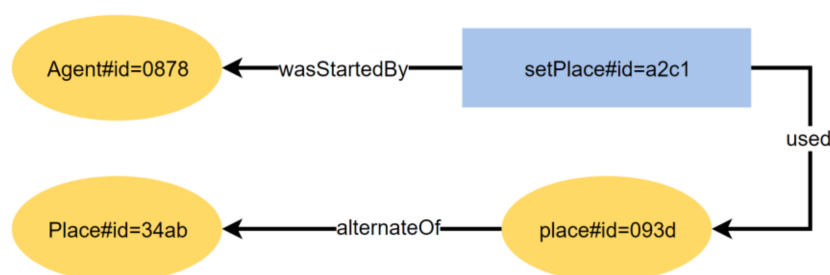 Agent#id=0878
wasStartedBy
setPlace#id=a2c1
used
Place#id=34ab
alternateOf
place#id=093d